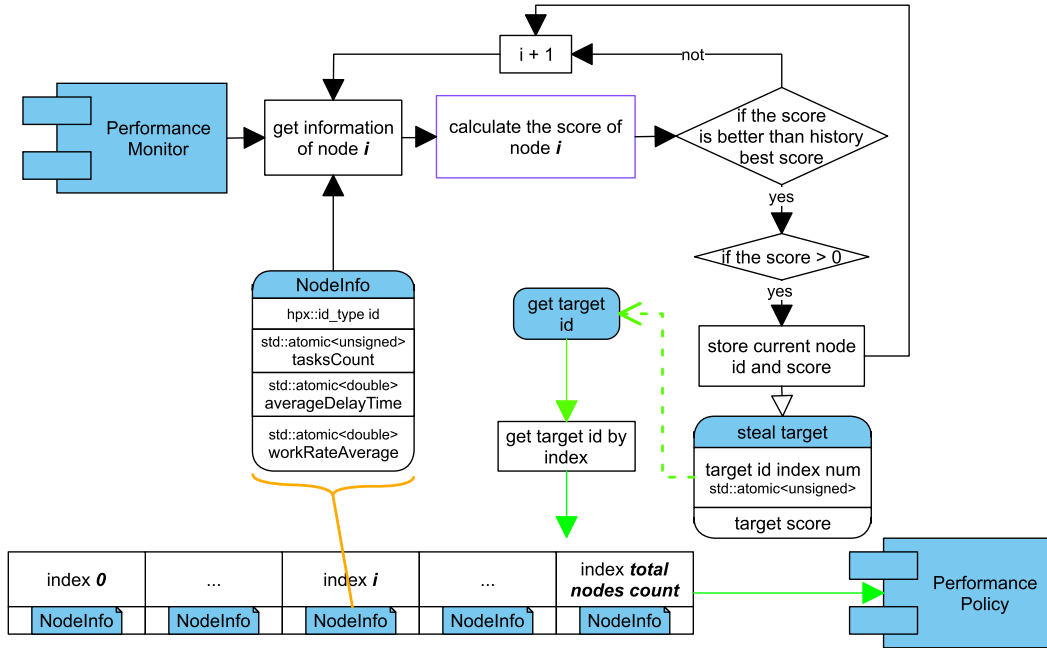 i + 1
not
Performance
Monitor
get information
of node i
calculate the score of
node i
if the score
is better than history
best score
yes
if the score > 0
yes
store current node
id and score
NodeInfo
hpx::id_type id
std::atomic<unsigned>
tasksCount
std::atomic<double>
averageDelayTime
std::atomic<double>
workRateAverage
get target
id
get target id by
index
steal target
target id index num
std::atomic<unsigned>
target score
index 0
...
index i
...
index total
nodes count
NodeInfo
NodeInfo
NodeInfo
NodeInfo
NodeInfo
Performance
Policy